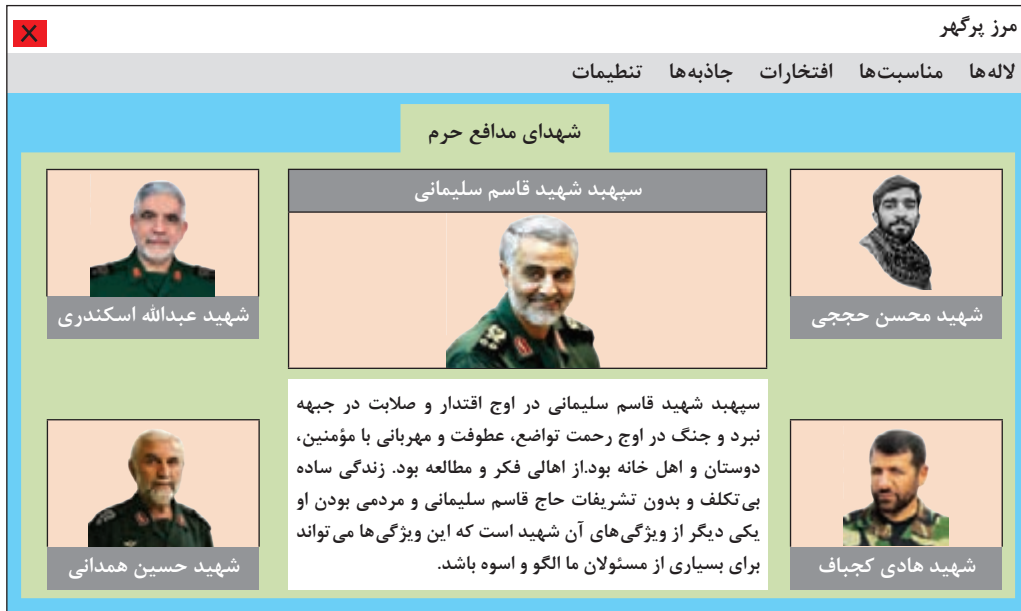 مرز پرگهر
X
لاله‌ها مناسبت‌ها افتخارات جاذبه‌ها تنطیمات
شهدای مدافع حرم
شهید محسن حججی
سپهبد شهید قاسم سلیمانی
شهید عبدالله اسکندری
سپهبد شهید قاسم سلیمانی در اوج اقتدار و صلابت در جبهه
نبرد و جنگ در اوج رحمت تواضع، عطوفت و مهربانی با مؤمنین،
دوستان و اهل خانه بود.از اهالی فکر و مطالعه بود. زندگی ساده
بی‌تکلف و بدون تشریفات حاج قاسم سلیمانی و مردمی بودن او
یکی دیگر از ویژگی‌های آن شهید است که این ویژگی‌ها می‌تواند
برای بسیاری از مسئولان ما الگو و اسوه باشد.
شهید هادی کجباف
شهید حسین همدانی